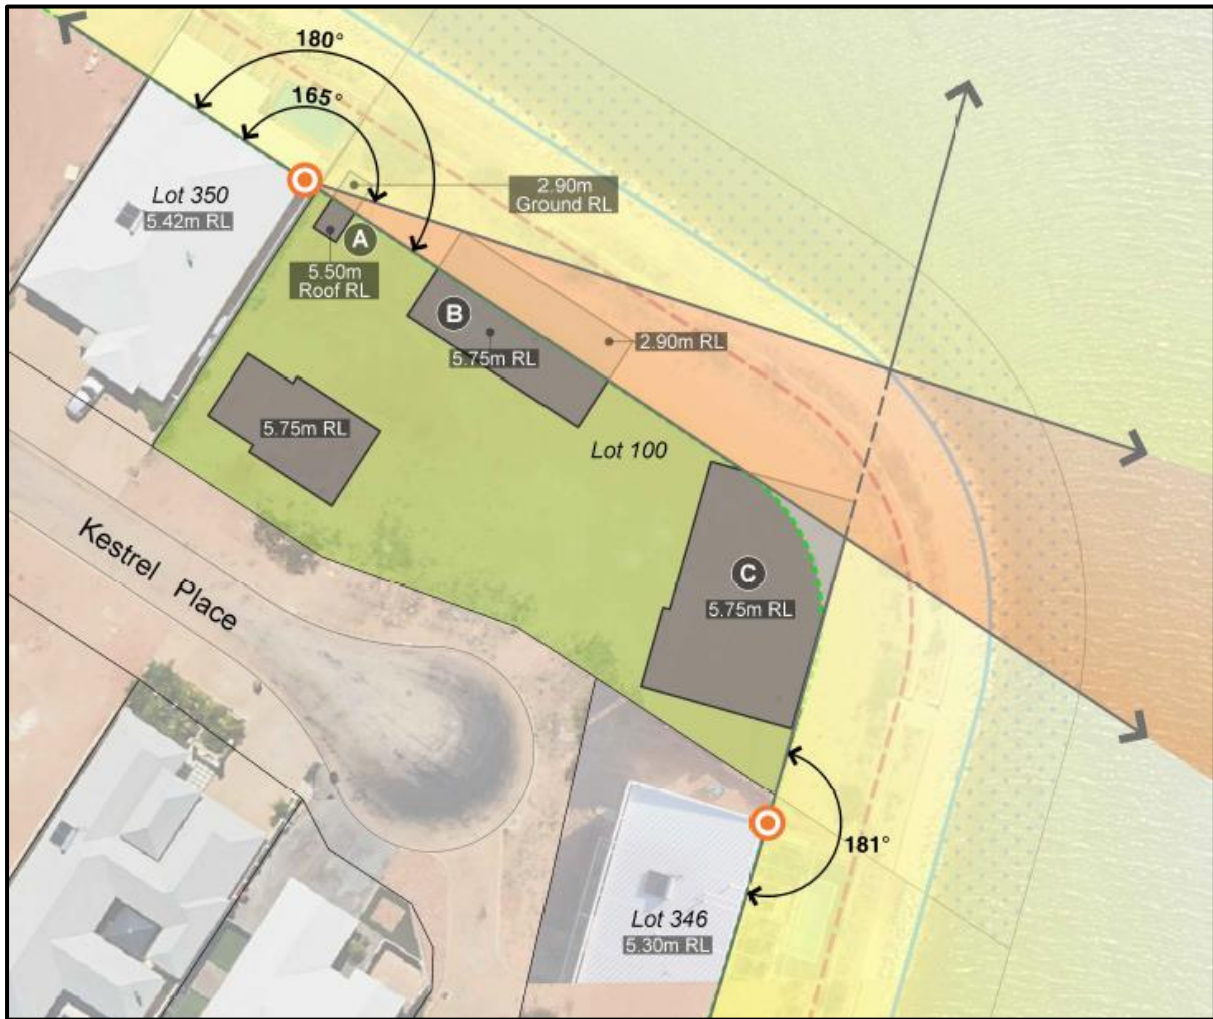 180°
165°
Lot 350
5.42m RL
2.90m
Ground RL
A
5.50m
Roof RL
B
5.75m RL
2.90m RL
5.75m RL
Lot 100
Kestrel Place
C
5.75m RL
181°
Lot 346
5.30m RL